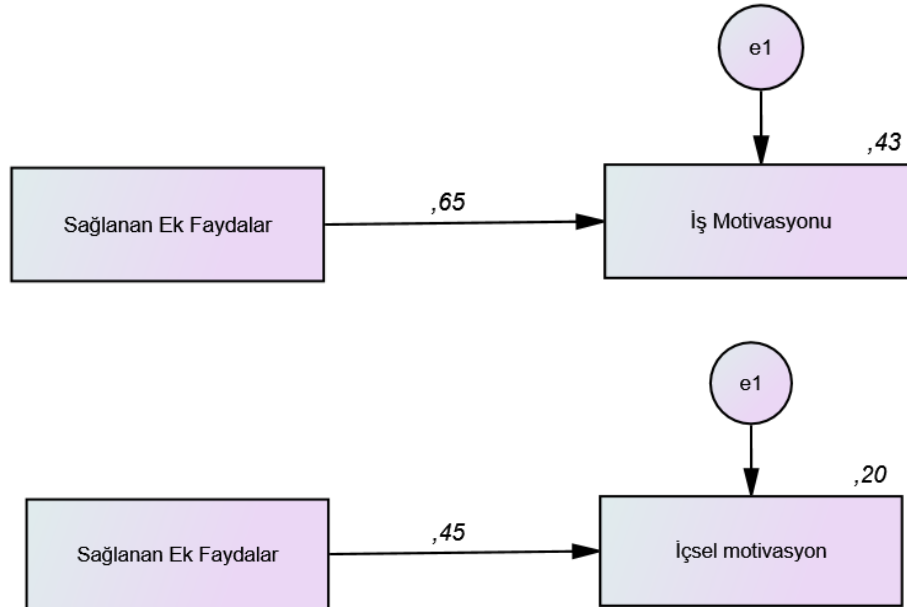 e1
,43
,65
Sağlanan Ek Faydalar
İş Motivasyonu
e1
,20
,45
Sağlanan Ek Faydalar
İçsel motivasyon